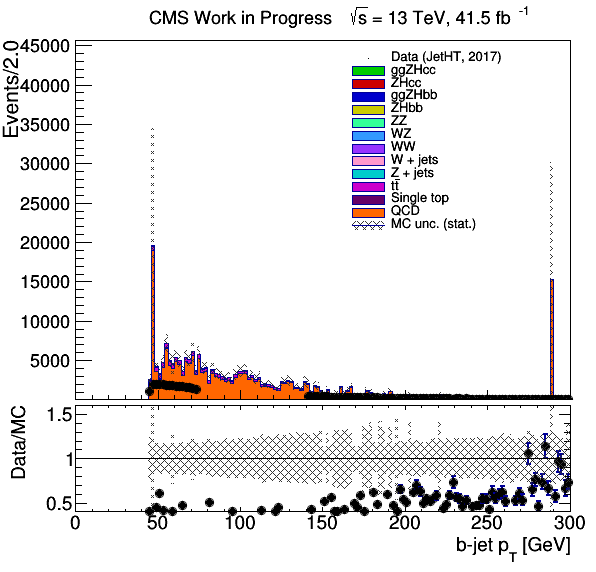 CMS Work in Progress √s = 13 TeV, 41.5 fb⁻¹
Events/2.0
45000
40000
35000
30000
25000
20000
15000
10000
5000
Data (JetHT, 2017)
ggZHcc
ZHcc
ggZHbb
ZHbb
ZZ
WZ
WW
W + jets
Z + jets
tt̄
Single top
QCD
MC unc. (stat.)
Data/MC
1.5
1
0.5
0 50 100 150 200 250 300
b-jet p_T [GeV]